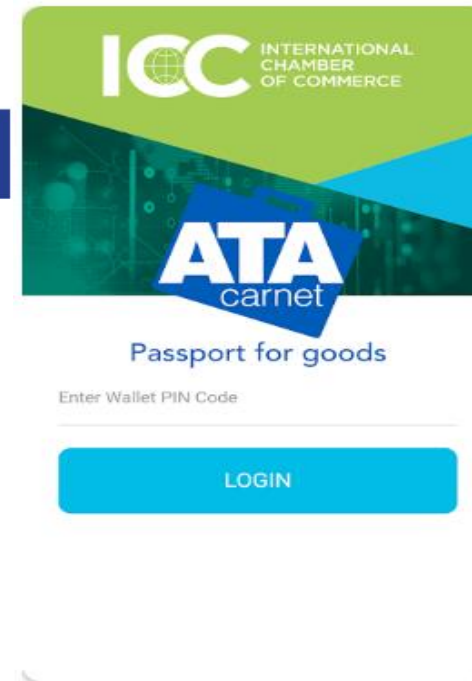 ICC INTERNATIONAL
CHAMBER
OF COMMERCE
ATA
carnet
Passport for goods
Enter Wallet PIN Code
LOGIN